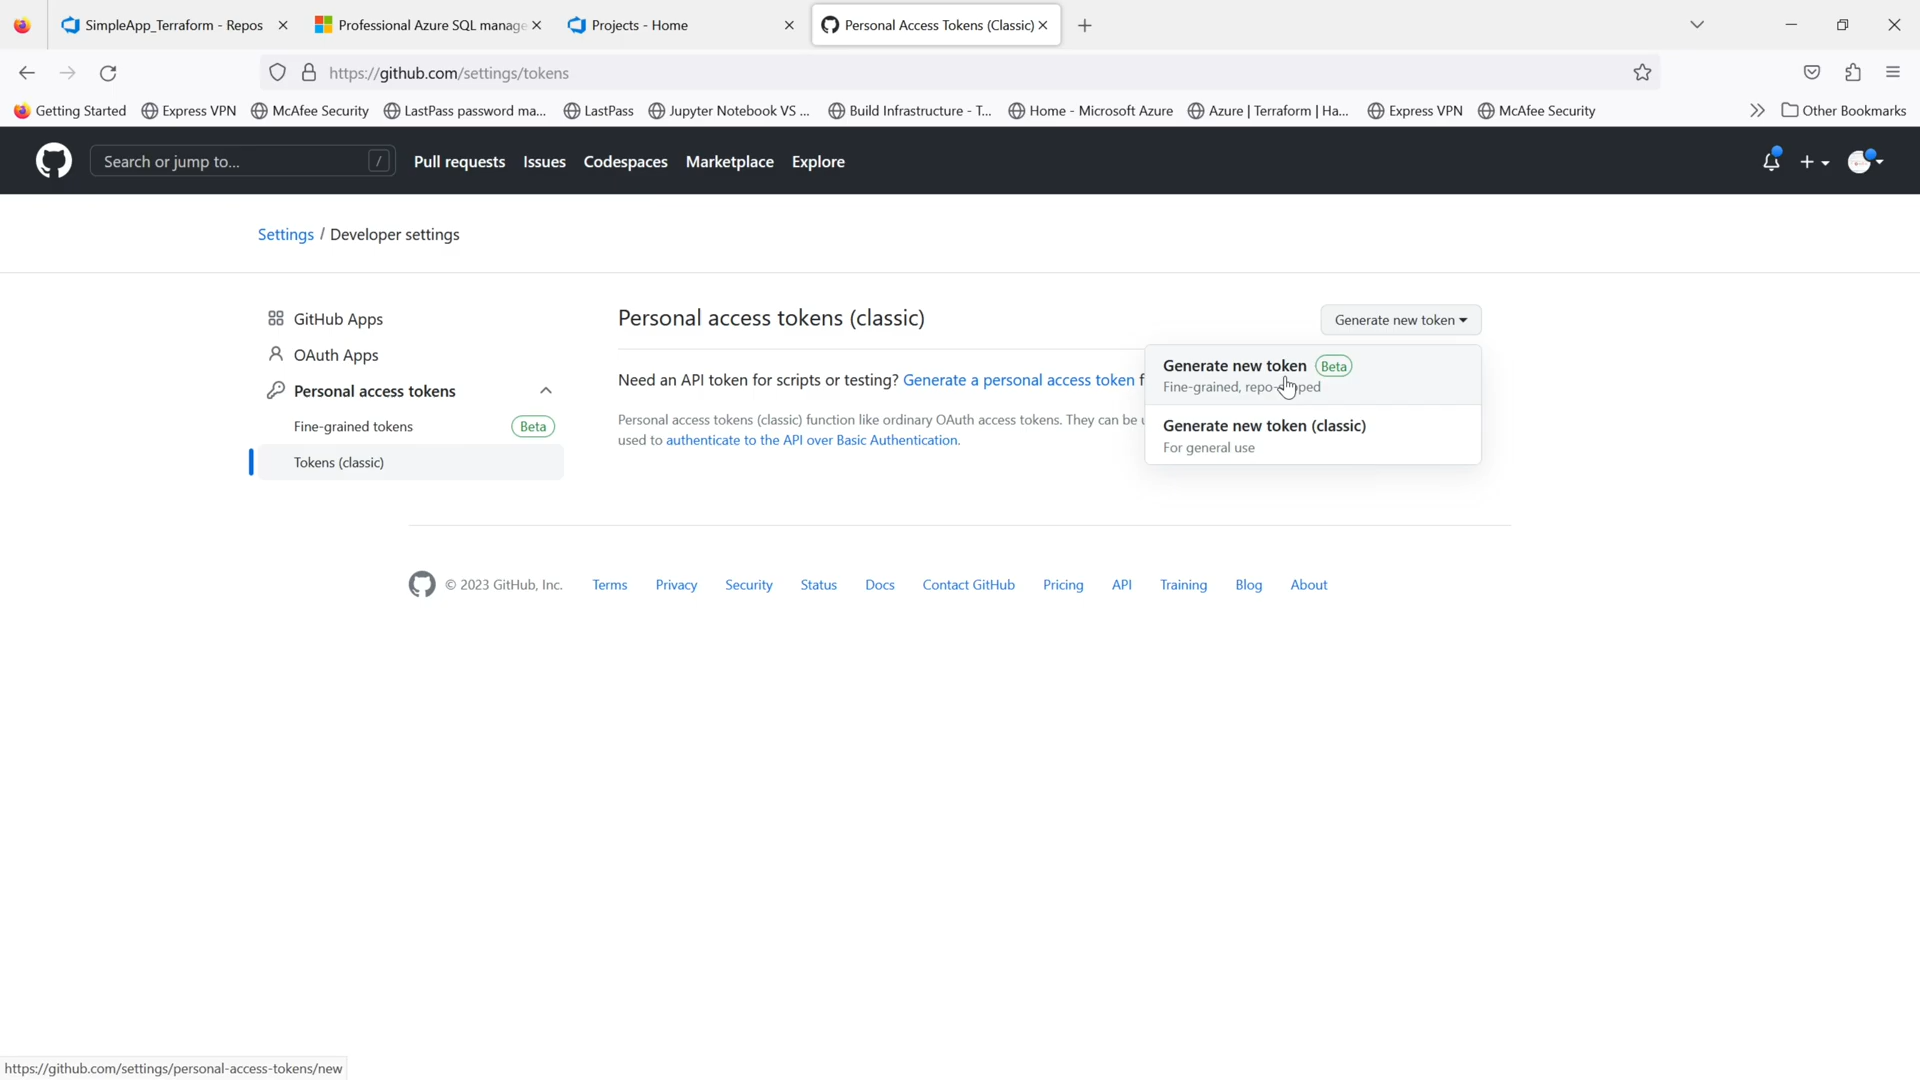 SimpleApp_Terraform - Repos
Professional Azure SQL manage
Projects - Home
Personal Access Tokens (Classic)
https://github.com/settings/tokens
Getting Started
Express VPN
McAfee Security
LastPass password ma...
LastPass
Jupyter Notebook VS ...
Build Infrastructure - T...
Home - Microsoft Azure
Azure | Terraform | Ha...
Express VPN
McAfee Security
Other Bookmarks
Search or jump to...
/
Pull requests
Issues
Codespaces
Marketplace
Explore
Settings / Developer settings
GitHub Apps
OAuth Apps
Personal access tokens
Fine-grained tokens
Beta
Tokens (classic)
Personal access tokens (classic)
Generate new token
Need an API token for scripts or testing? Generate a personal access token f
Personal access tokens (classic) function like ordinary OAuth access tokens. They can be
used to authenticate to the API over Basic Authentication.
Generate new token Beta
Fine-grained,
Generate new token (classic)
For general use
© 2023 GitHub, Inc.
Terms
Privacy
Security
Status
Docs
Contact GitHub
Pricing
API
Training
Blog
About
https://github.com/settings/personal-access-tokens/new